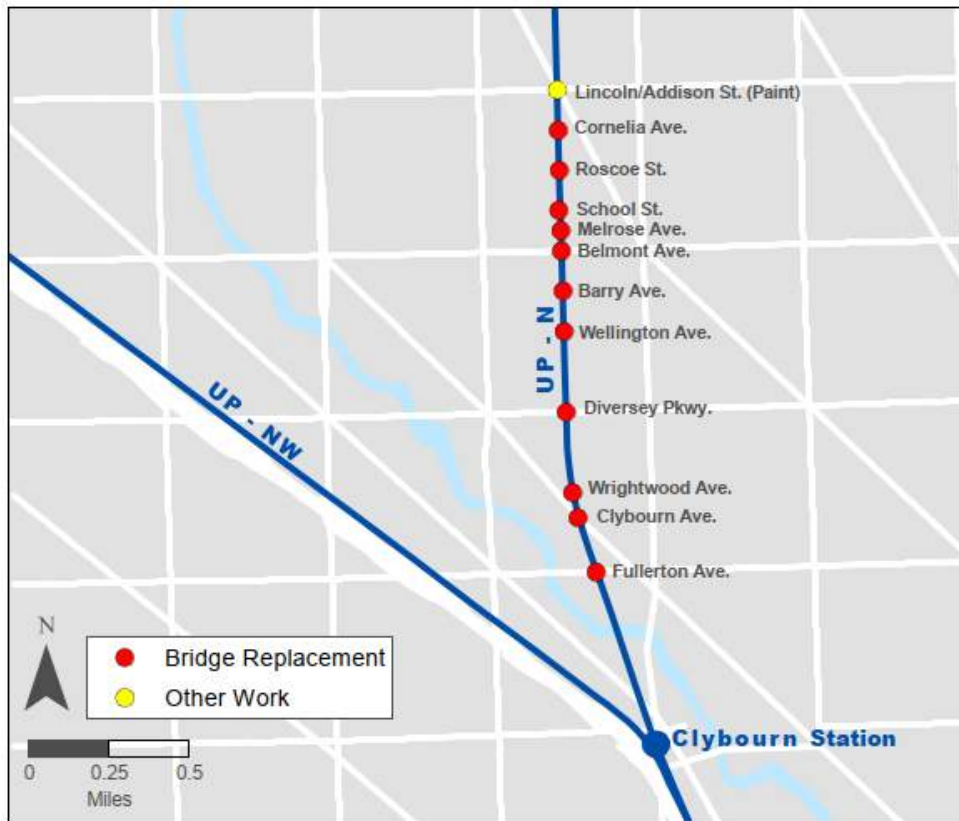 Lincoln/Addison St. (Paint)
Cornelia Ave.
Roscoe St.
School St.
Melrose Ave.
Belmont Ave.
Barry Ave.
UP - N
Wellington Ave.
UP - NW
Diversey Pkwy.
Wrightwood Ave.
Clybourn Ave.
Fullerton Ave.
N
Bridge Replacement
Other Work
Clybourn Station
0 0.25 0.5
Miles